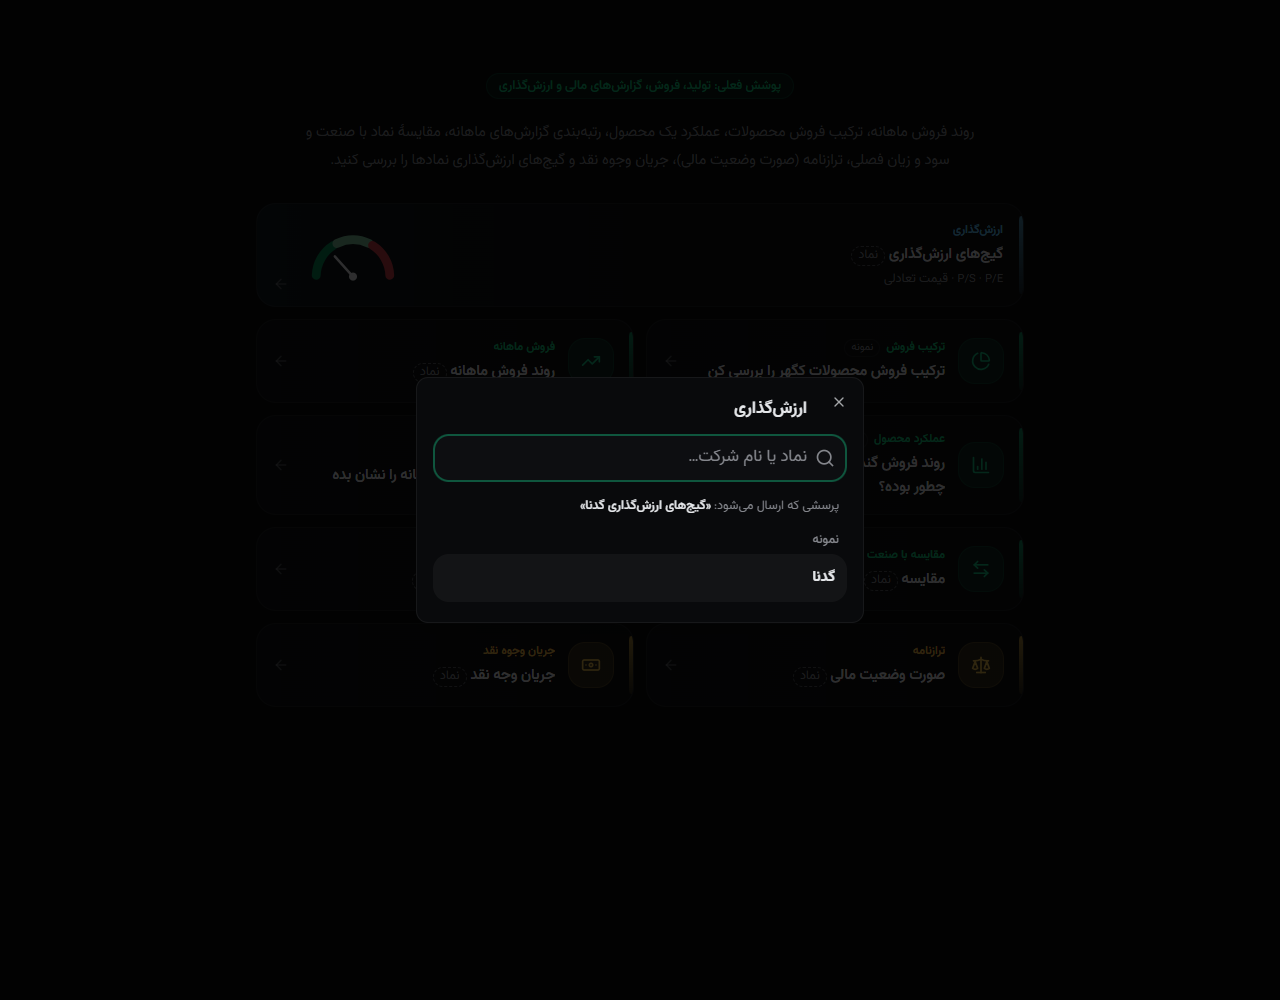 پوشش فعلی: تولید، فروش، گزارش‌های مالی و ارزش‌گذاری
روند فروش ماهانه، ترکیب فروش محصولات، عملکرد یک محصول، رتبه‌بندی گزارش‌های ماهانه، مقایسهٔ نماد با صنعت و
سود و زیان فصلی، ترازنامه (صورت وضعیت مالی)، جریان وجوه نقد و گیج‌های ارزش‌گذاری نمادها را بررسی کنید.
ارزش‌گذاری
گیج‌های ارزش‌گذاری نماد
P/S · P/E · قیمت تعادلی
ترکیب فروش نمونه
ترکیب فروش محصولات کگهر را بررسی کن
فروش ماهانه
روند فروش ماهانه نماد
ارزش‌گذاری
نماد یا نام شرکت...
پرسشی که ارسال می‌شود: «گیج‌های ارزش‌گذاری گدنا»
نمونه
گدنا
عملکرد محصول
روند فروش
چطور بوده؟
را نشان بده
مقایسه با صنعت
مقایسه نماد
ترازنامه
صورت وضعیت مالی نماد
جریان وجوه نقد
جریان وجه نقد نماد